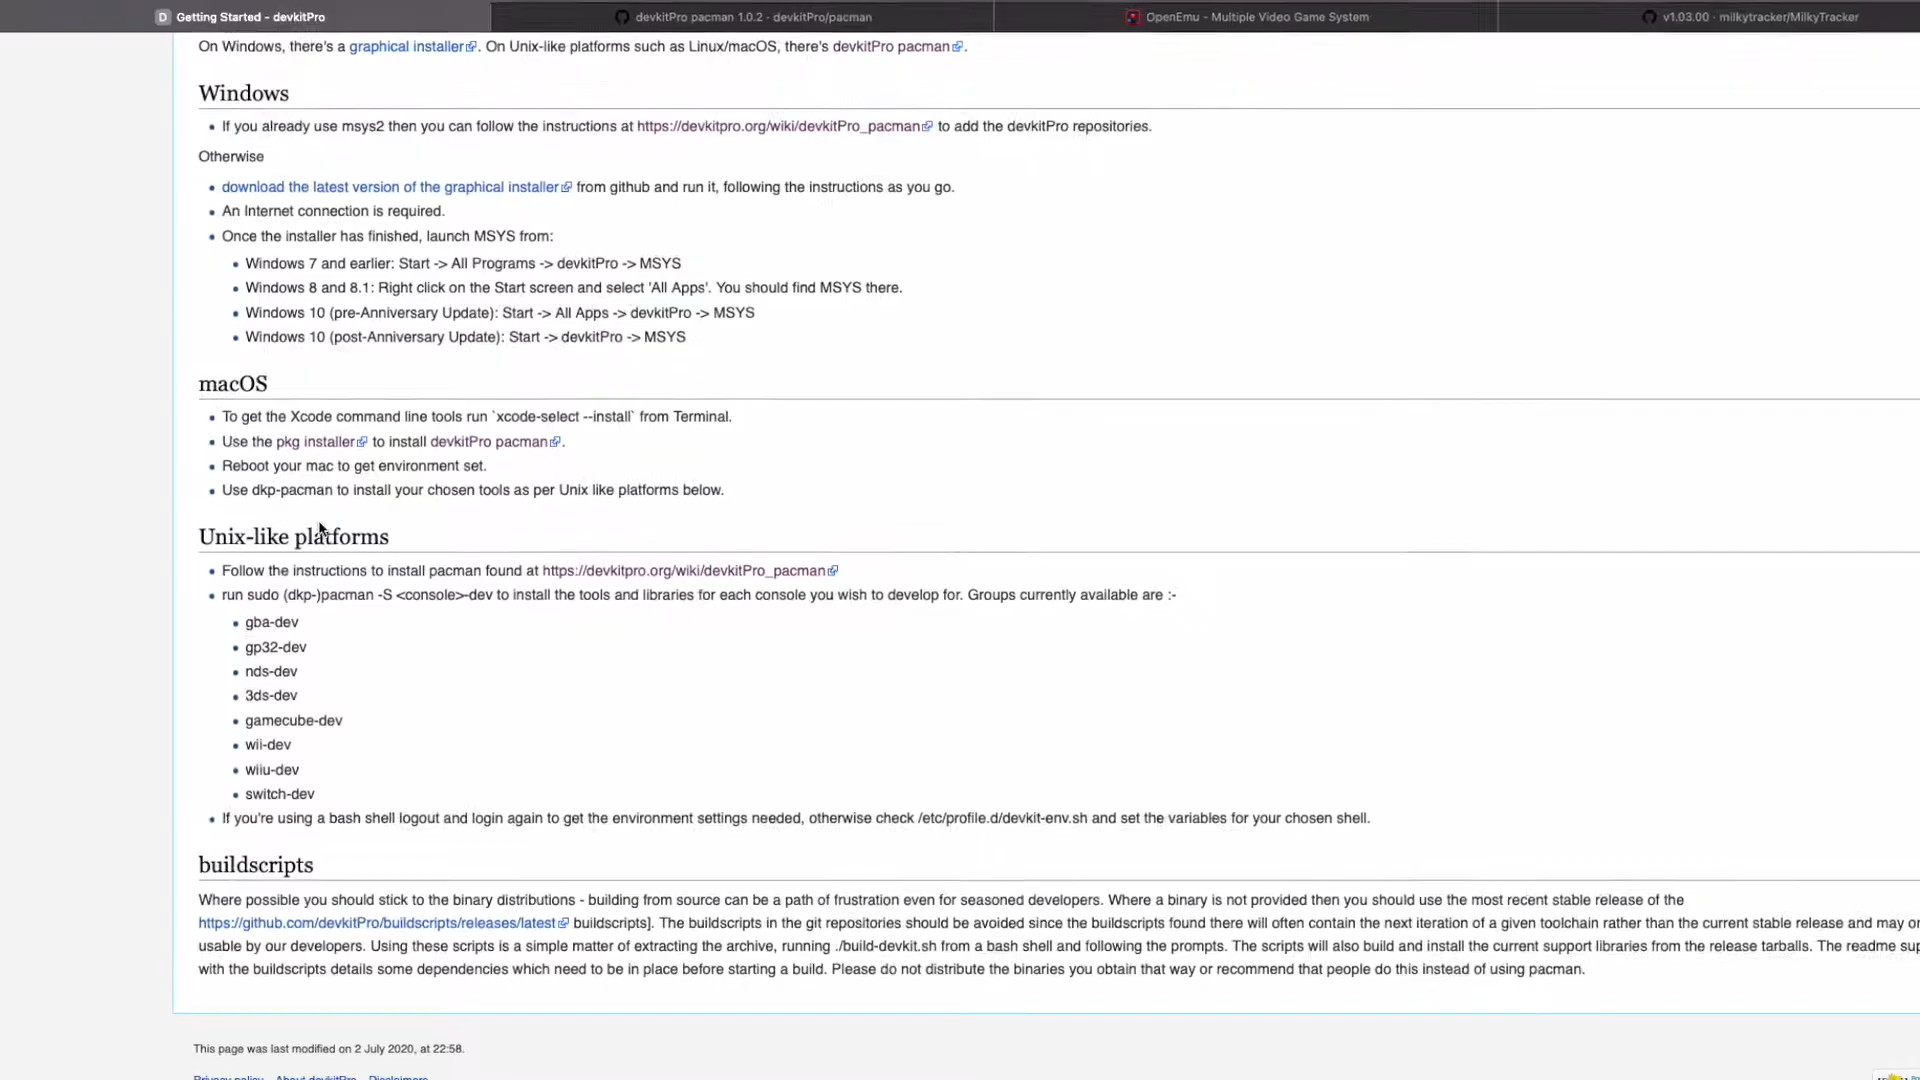 Getting Started - devkitPro
devkitPro pacman 1.0.2 · devkitPro/pacman
OpenEmu - Multiple Video Game System
v1.03.00 · milkytracker/MilkyTracker
On Windows, there's a graphical installer. On Unix-like platforms such as Linux/macOS, there's devkitPro pacman.
Windows
If you already use msys2 then you can follow the instructions at https://devkitpro.org/wiki/devkitPro_pacman to add the devkitPro repositories.
Otherwise
download the latest version of the graphical installer from github and run it, following the instructions as you go.
An Internet connection is required.
Once the installer has finished, launch MSYS from:
Windows 7 and earlier: Start -> All Programs -> devkitPro -> MSYS
Windows 8 and 8.1: Right click on the Start screen and select 'All Apps'. You should find MSYS there.
Windows 10 (pre-Anniversary Update): Start -> All Apps -> devkitPro -> MSYS
Windows 10 (post-Anniversary Update): Start -> devkitPro -> MSYS
macOS
To get the Xcode command line tools run `xcode-select --install` from Terminal.
Use the pkg installer to install devkitPro pacman.
Reboot your mac to get environment set.
Use dkp-pacman to install your chosen tools as per Unix like platforms below.
Unix-like platforms
Follow the instructions to install pacman found at https://devkitpro.org/wiki/devkitPro_pacman
run sudo (dkp-)pacman -S <console>-dev to install the tools and libraries for each console you wish to develop for. Groups currently available are :-
gba-dev
gp32-dev
nds-dev
3ds-dev
gamecube-dev
wii-dev
wiiu-dev
switch-dev
If you're using a bash shell logout and login again to get the environment settings needed, otherwise check /etc/profile.d/devkit-env.sh and set the variables for your chosen shell.
buildscripts
Where possible you should stick to the binary distributions - building from source can be a path of frustration even for seasoned developers. Where a binary is not provided then you should use the most recent stable release of the
https://github.com/devkitPro/buildscripts/releases/latest buildscripts]. The buildscripts in the git repositories should be avoided since the buildscripts found there will often contain the next iteration of a given toolchain rather than the current stable release and may
usable by our developers. Using these scripts is a simple matter of extracting the archive, running ./build-devkit.sh from a bash shell and following the prompts. The scripts will also build and install the current support libraries from the release tarballs. The readme
with the buildscripts details some dependencies which need to be in place before starting a build. Please do not distribute the binaries you obtain that way or recommend that people do this instead of using pacman.
This page was last modified on 2 July 2020, at 22:58.
Privacy policy About devkitPro Disclaimers